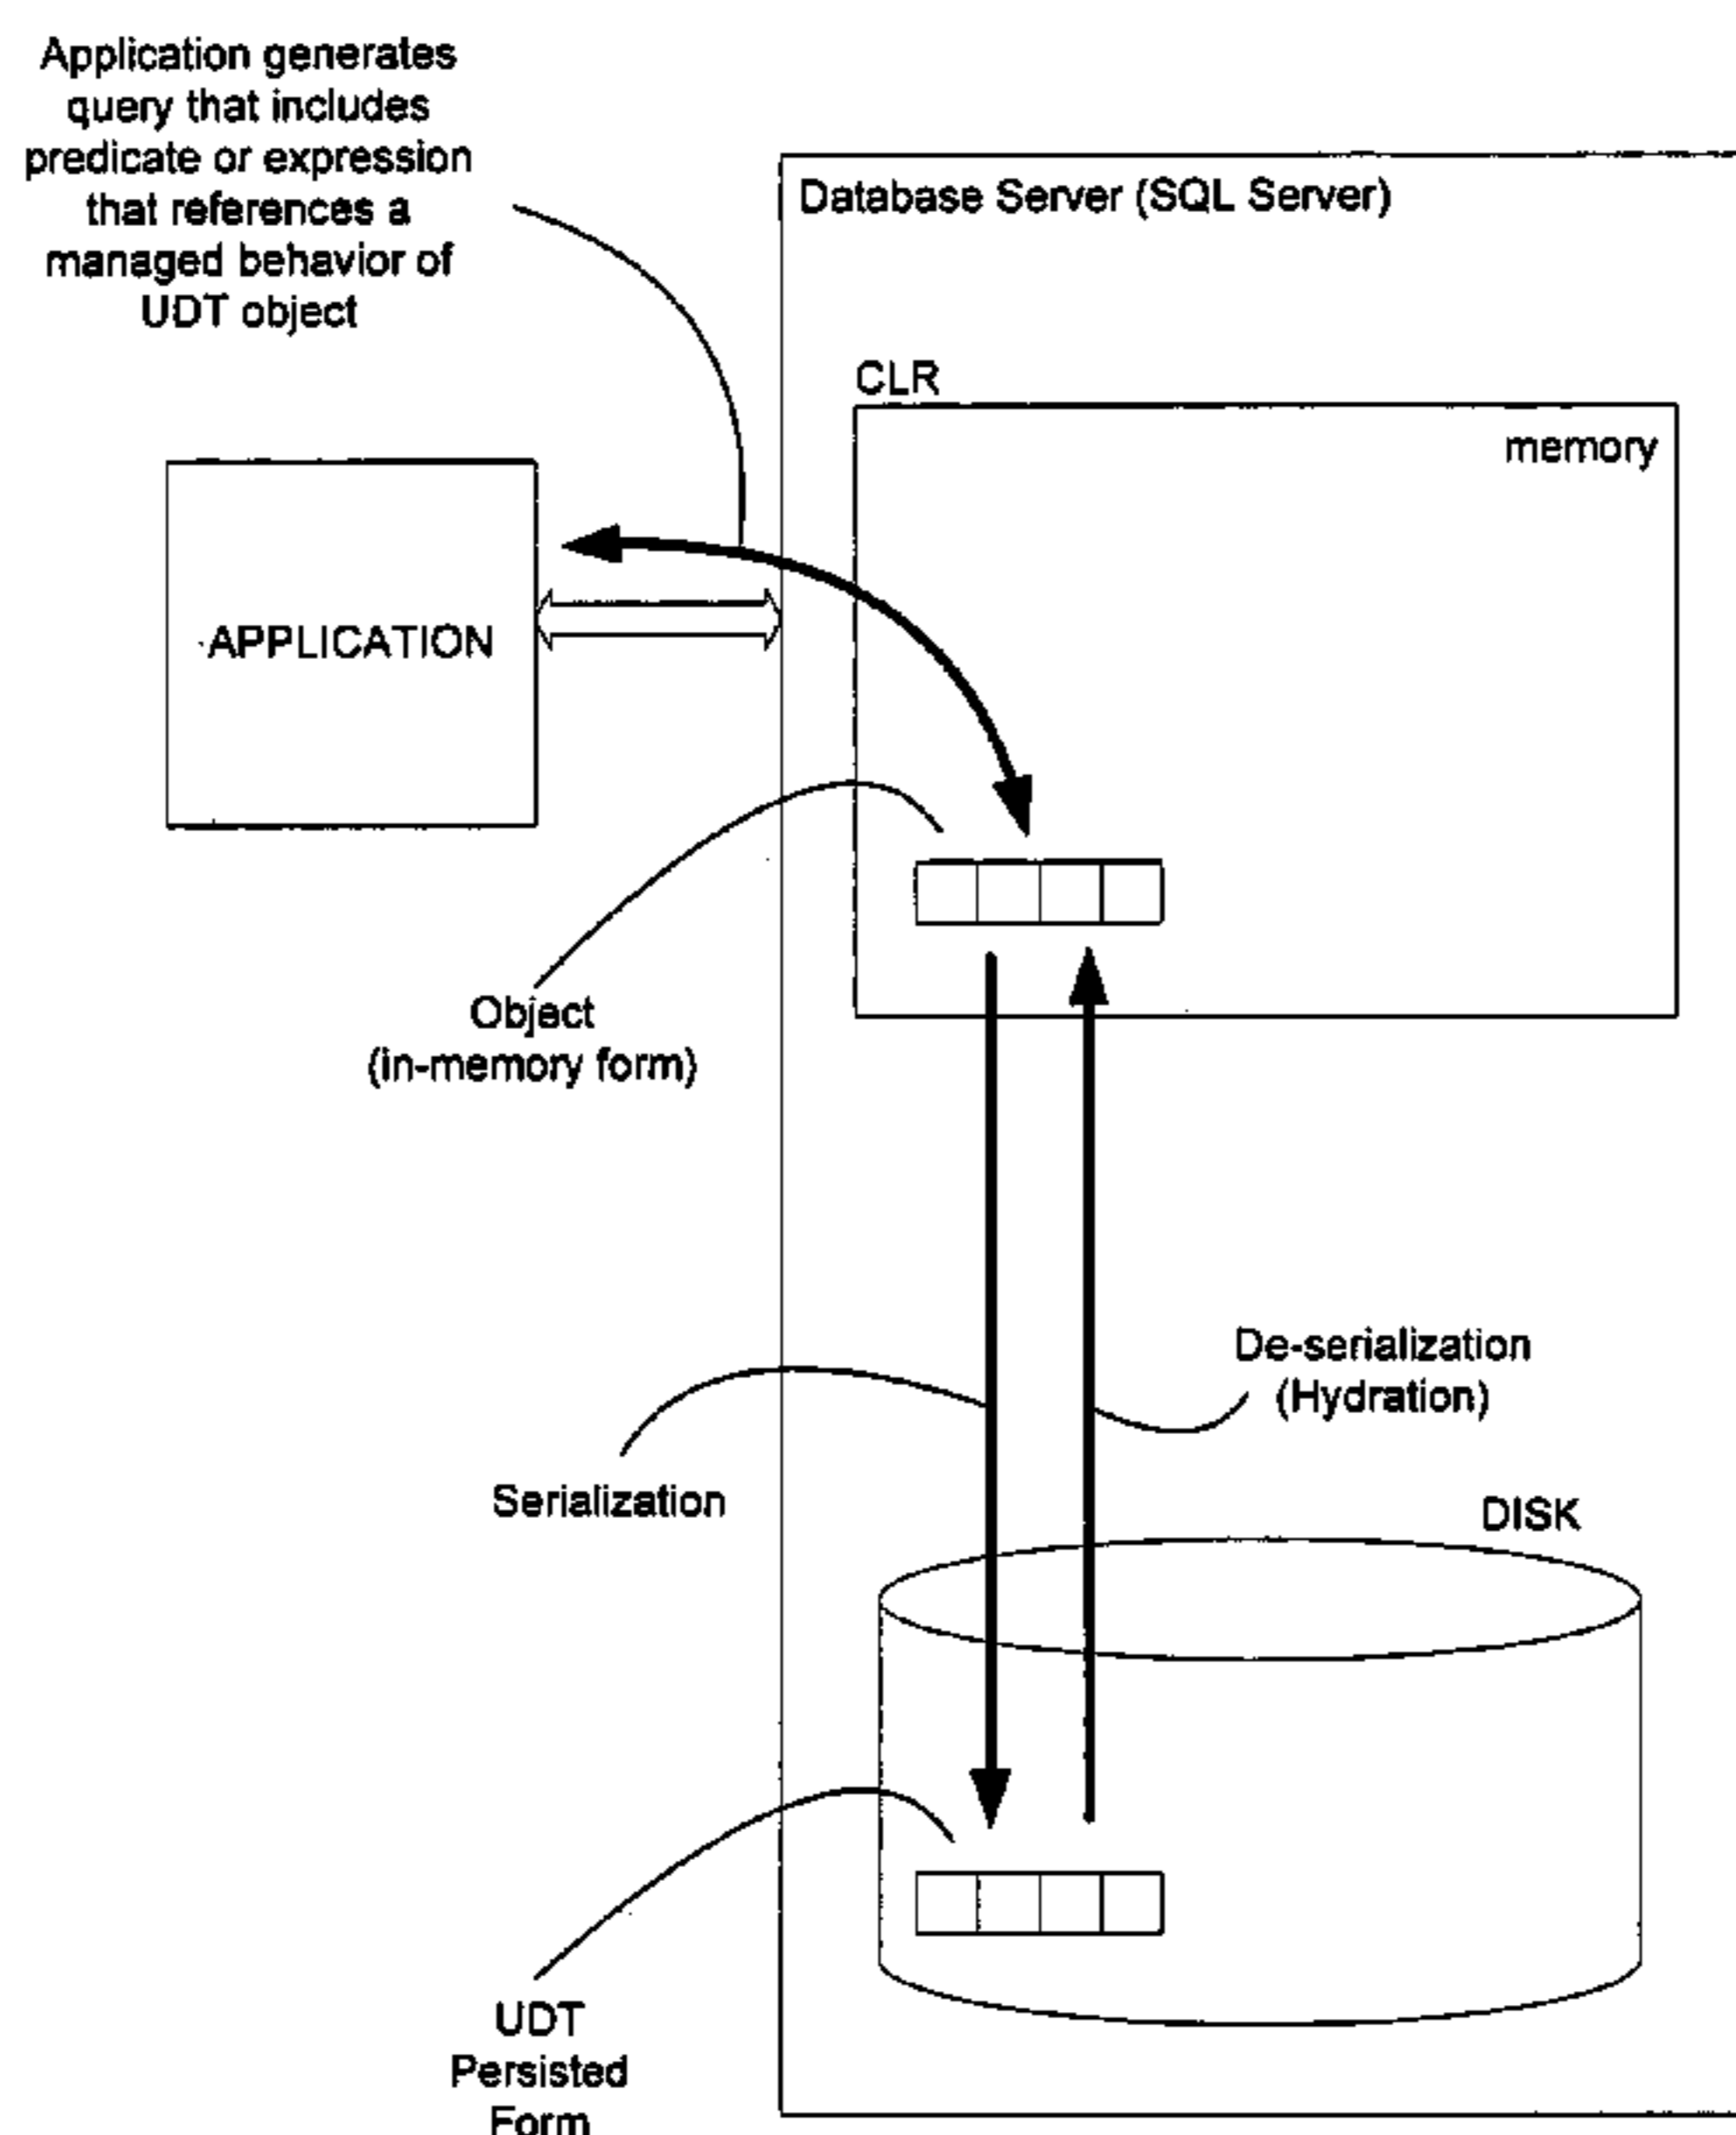 Application generates
query that includes
predicate or expression
that references a
managed behavior of
UDT object
Database Server (SQL Server)
CLR
memory
APPLICATION
Object
(in-memory form)
De-serialization
(Hydration)
Serialization
DISK
UDT
Persisted
Form